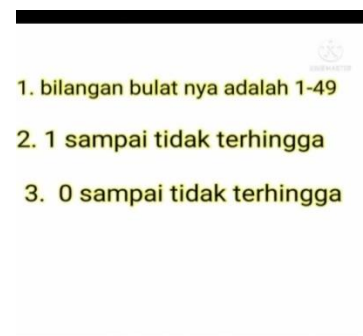 1. bilangan bulat nya adalah 1-49
2. 1 sampai tidak terhingga
3. 0 sampai tidak terhingga